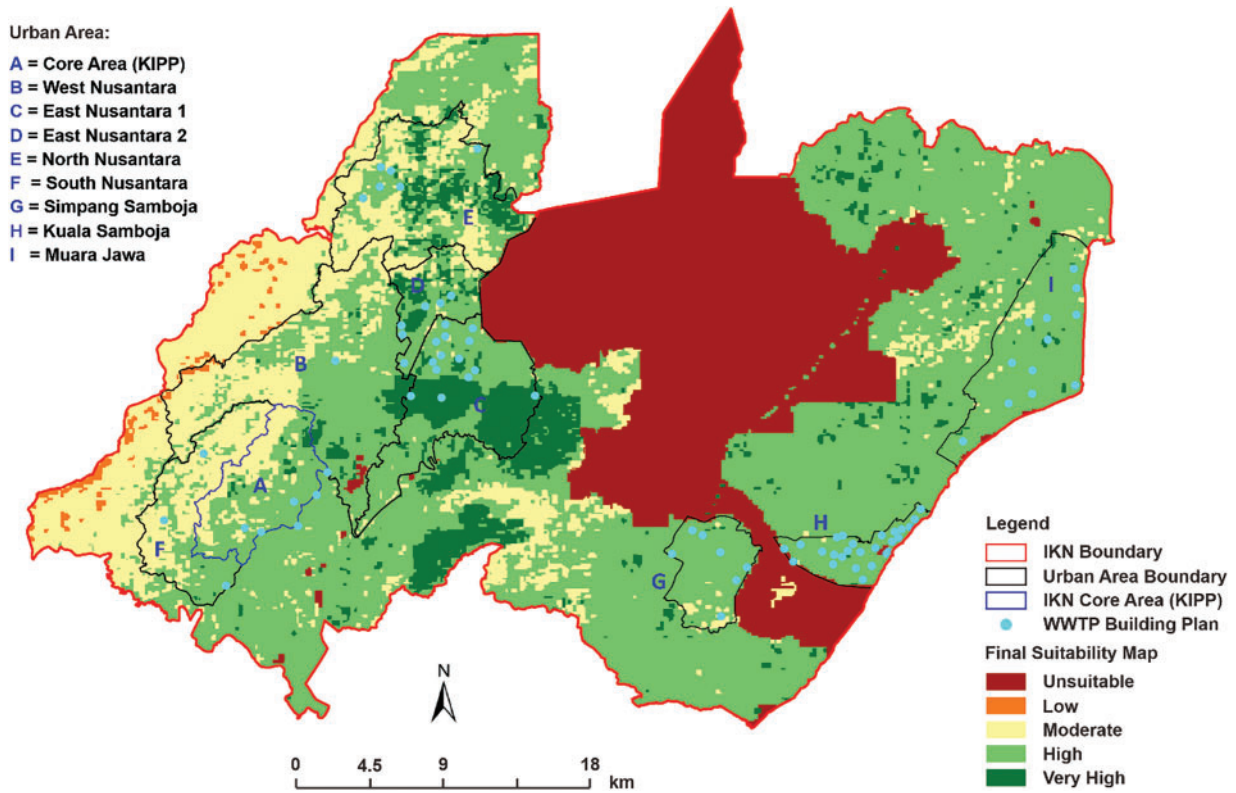 Urban Area:
A = Core Area (KIPP)
B = West Nusantara
C = East Nusantara 1
D = East Nusantara 2
E = North Nusantara
F = South Nusantara
G = Simpang Samboja
H = Kuala Samboja
I = Muara Jawa
E
D
I
B
C
A
H
F
G
N
0 4.5 9 18
km
Legend
IKN Boundary
Urban Area Boundary
IKN Core Area (KIPP)
WWTP Building Plan
Final Suitability Map
Unsuitable
Low
Moderate
High
Very High